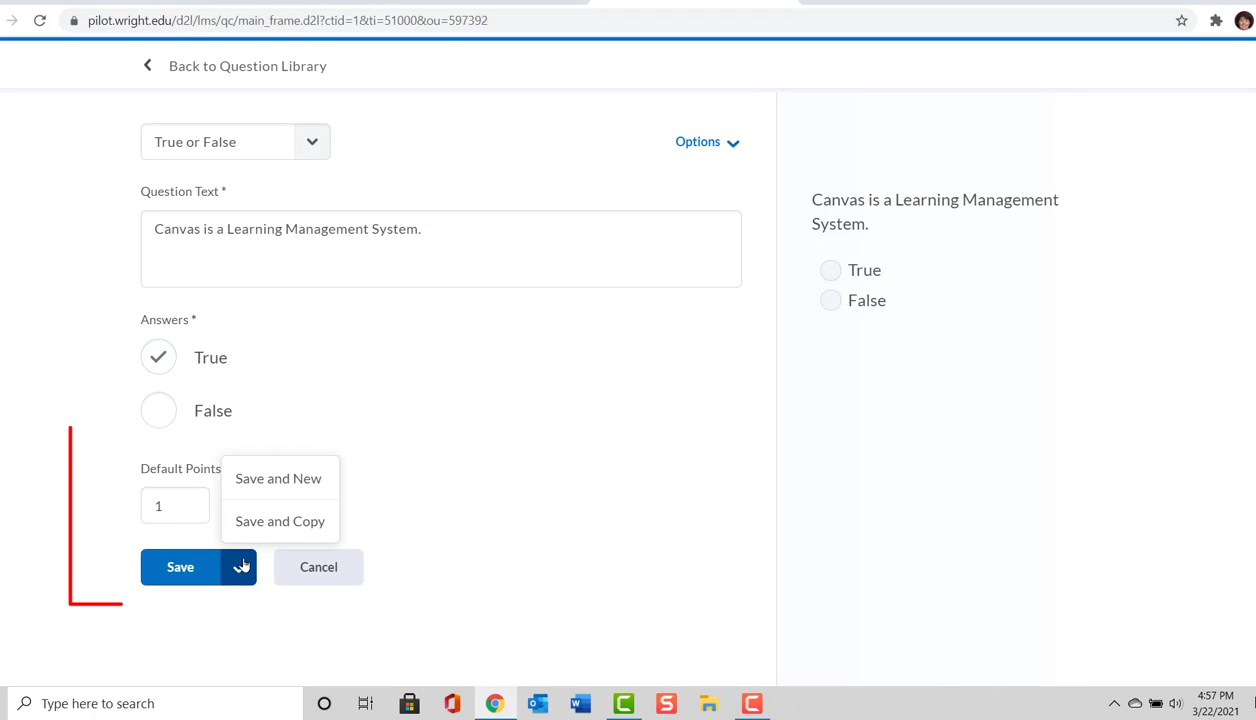 pilot.wright.edu/d2l/lms/qc/main_frame.d2l?ctid=1&ti=51000&ou=597392
Back to Question Library
True or False
Options
Question Text *
Canvas is a Learning Management System.
Answers *
True
False
Default Points
1
Save and New
Save and Copy
Save
Cancel
Canvas is a Learning Management
System.
True
False
Type here to search
4:57 PM
3/22/2021